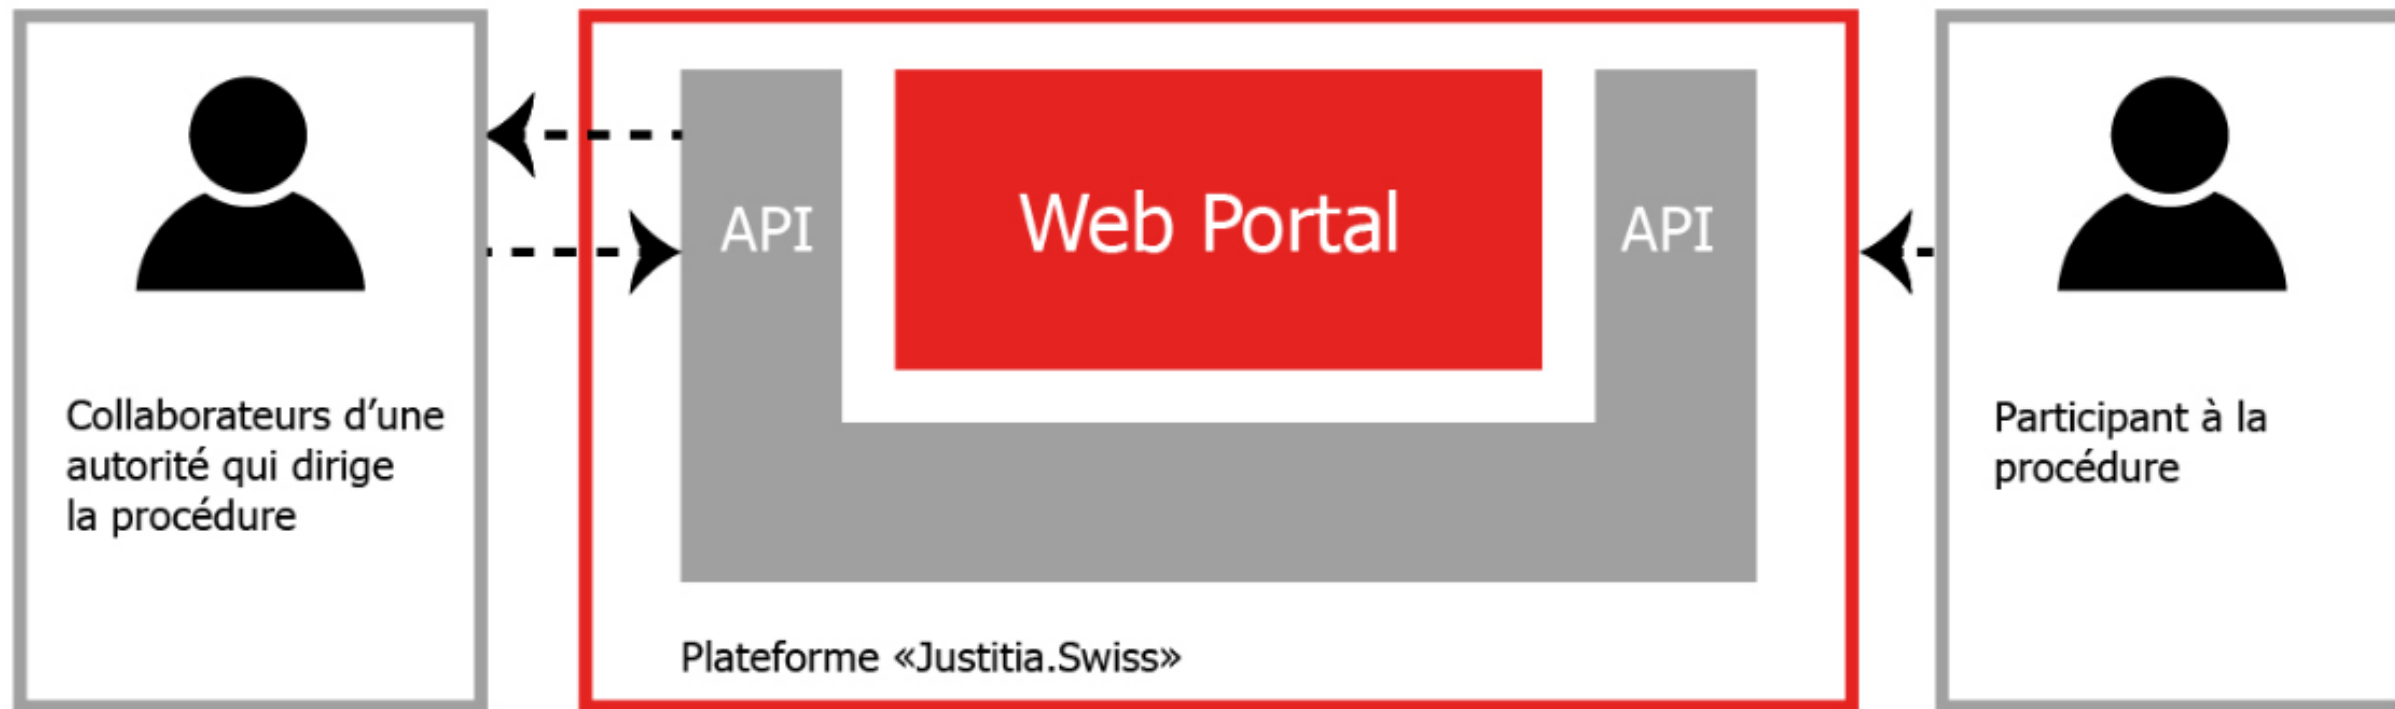 API
Web Portal
API
Collaborateurs d’une
autorité qui dirige
la procédure
Participant à la
procédure
Plateforme «Justitia.Swiss»